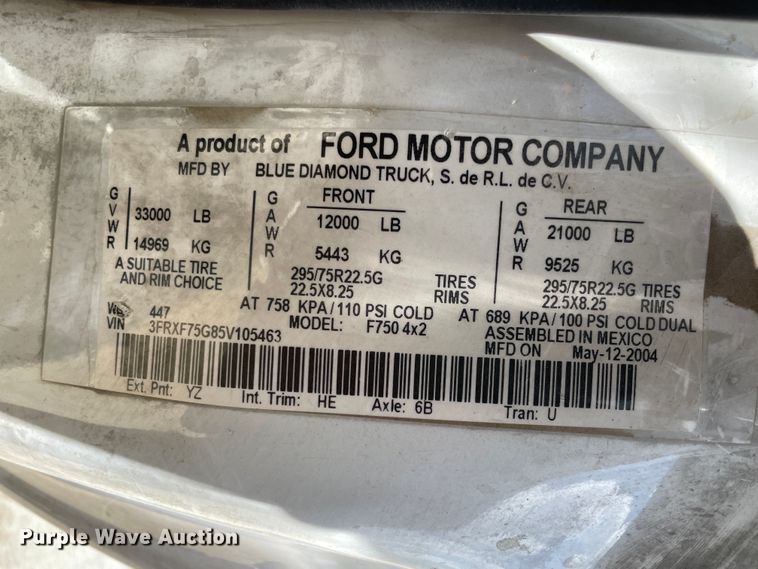 A product of FORD MOTOR COMPANY
MFD BY BLUE DIAMOND TRUCK, S. de R.L. de C.V.
GVWR 33000 LB
14969 KG
GAWR FRONT
12000 LB
5443 KG
GAWR REAR
21000 LB
9525 KG
A SUITABLE TIRE
AND RIM CHOICE
295/75R22.5G TIRES
22.5X8.25 RIMS
295/75R22.5G TIRES
22.5X8.25 RIMS
AT 758 KPA/110 PSI COLD
AT 689 KPA/100 PSI COLD DUAL
WB 447
VIN 3FRXF75G85V105463
MODEL: F750 4x2
ASSEMBLED IN MEXICO
MFD ON May-12-2004
Ext. Pnt: YZ Int. Trim: HE Axle: 6B Tran: U
Purple Wave Auction